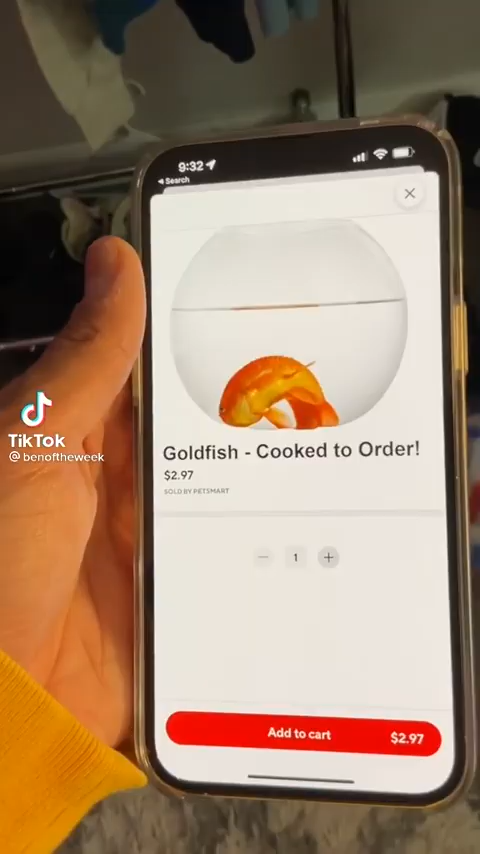 9:32
Search
Goldfish - Cooked to Order!
$2.97
SOLD BY PETSMART
1
Add to cart $2.97
TikTok
@benoftheweek